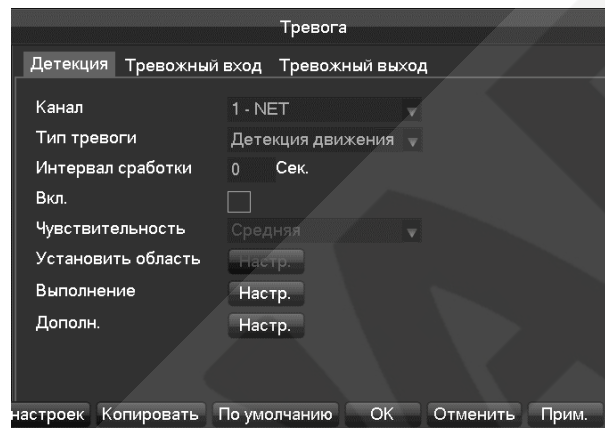 Тревога
Детекция Тревожный вход Тревожный выход
Канал 1 - NET
Тип тревоги Детекция движения
Интервал сработки 0 Сек.
Вкл.
Чувствительность Средняя
Установить область Настр.
Выполнение Настр.
Дополн. Настр.
настроек Копировать По умолчанию OK Отменить Прим.